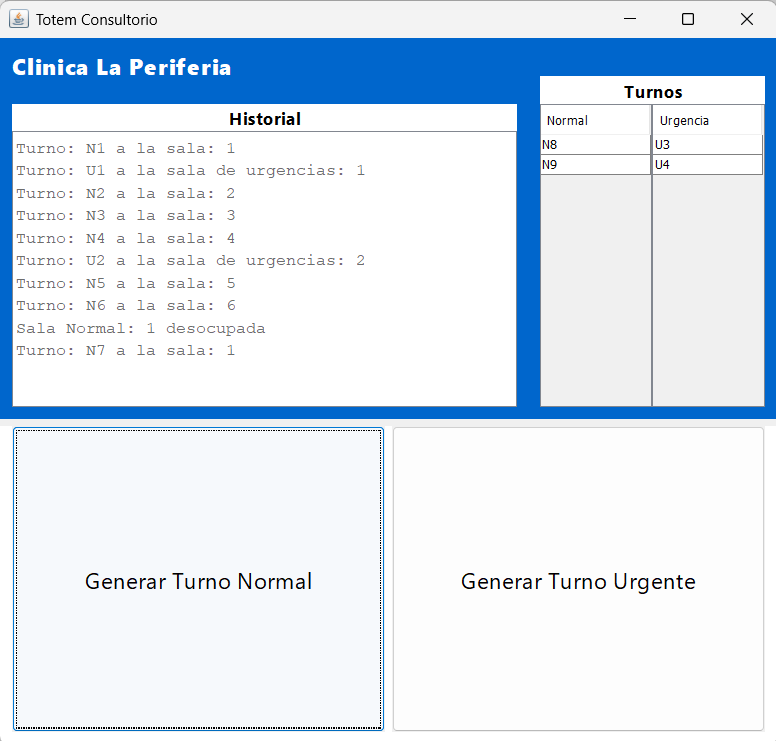 Totem Consultorio
Clinica La Periferia
Historial
Turno: N1 a la sala: 1
Turno: U1 a la sala de urgencias: 1
Turno: N2 a la sala: 2
Turno: N3 a la sala: 3
Turno: N4 a la sala: 4
Turno: U2 a la sala de urgencias: 2
Turno: N5 a la sala: 5
Turno: N6 a la sala: 6
Sala Normal: 1 desocupada
Turno: N7 a la sala: 1
Turnos
Normal Urgencia
N8 U3
N9 U4
Generar Turno Normal
Generar Turno Urgente